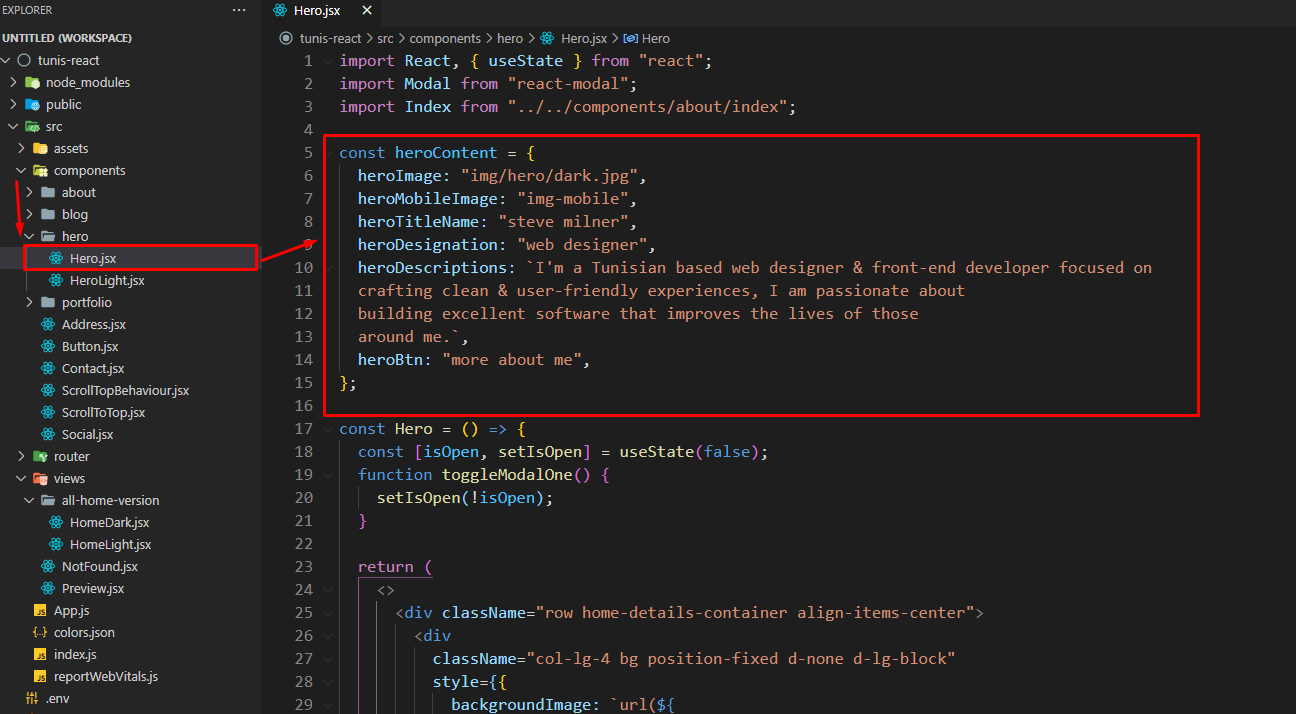 EXPLORER
UNTITLED (WORKSPACE)
tunis-react
node_modules
public
src
assets
components
about
blog
hero
Hero.jsx
HeroLight.jsx
portfolio
Address.jsx
Button.jsx
Contact.jsx
ScrollTopBehaviour.jsx
ScrollToTop.jsx
Social.jsx
router
views
all-home-version
HomeDark.jsx
HomeLight.jsx
NotFound.jsx
Preview.jsx
JS App.js
{..} colors.json
JS index.js
JS reportWebVitals.js
.env
Hero.jsx
tunis-react > src > components > hero > Hero.jsx > Hero
1 import React, { useState } from "react";
2 import Modal from "react-modal";
3 import Index from "../../components/about/index";
4
5 const heroContent = {
6 heroImage: "img/hero/dark.jpg",
7 heroMobileImage: "img-mobile",
8 heroTitleName: "steve milner",
9 heroDesignation: "web designer",
10 heroDescriptions: `I'm a Tunisian based web designer & front-end developer focused on
11 crafting clean & user-friendly experiences, I am passionate about
12 building excellent software that improves the lives of those
13 around me.`,
14 heroBtn: "more about me",
15 };
16
17 const Hero = () => {
18 const [isOpen, setIsOpen] = useState(false);
19 function toggleModalOne() {
20 setIsOpen(!isOpen);
21 }
22
23 return (
24 <>
25 <div className="row home-details-container align-items-center">
26 <div
27 className="col-lg-4 bg position-fixed d-none d-lg-block"
28 style={{
29 backgroundImage: `url(${